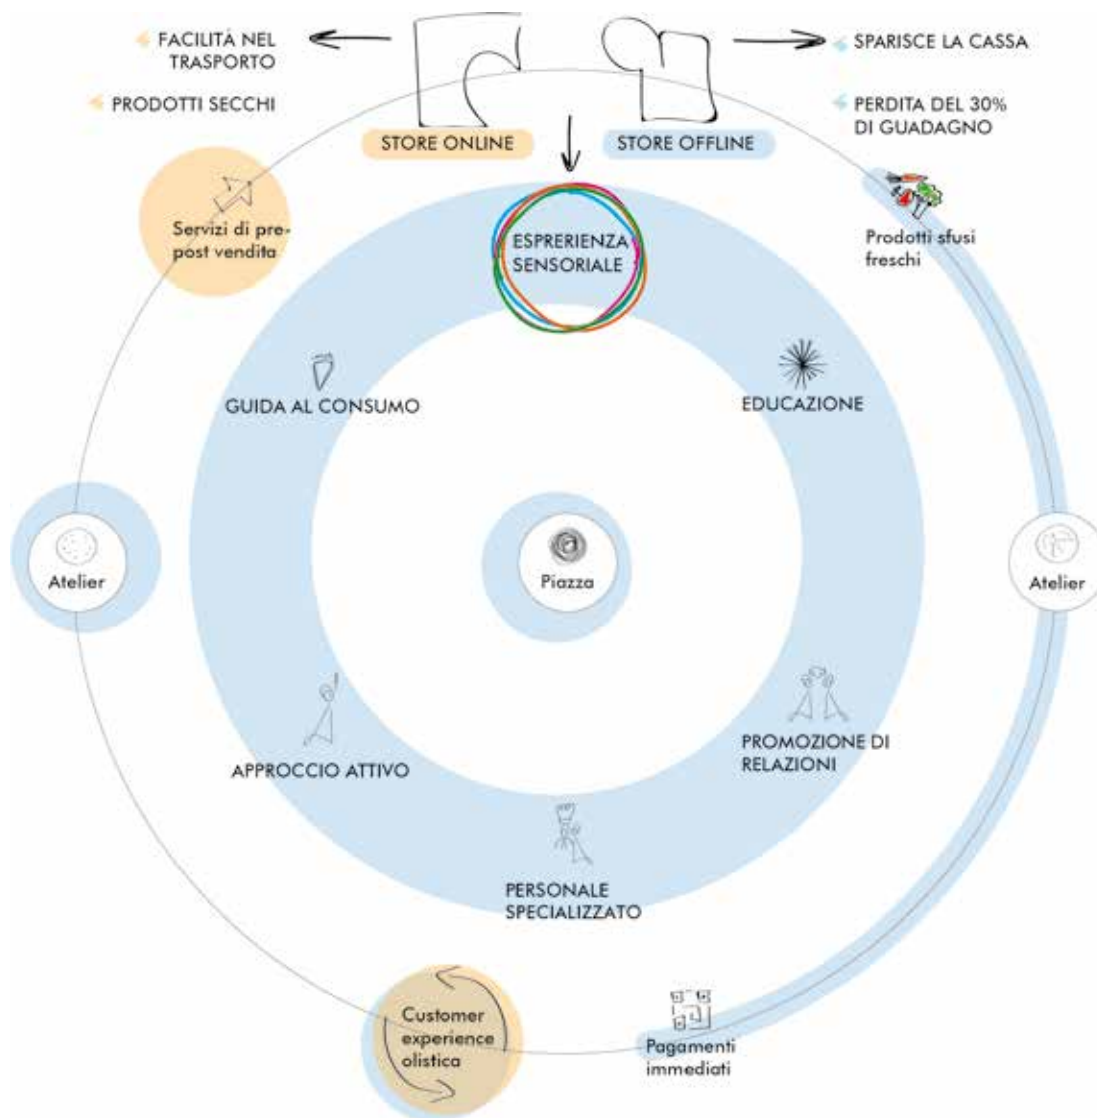 FACILITÀ NEL
TRASPORTO
PRODOTTI SECCHI
SPARISCE LA CASSA
PERDITA DEL 30%
DI GUADAGNO
STORE ONLINE
STORE OFFLINE
Servizi di pre-
post vendita
ESPRERIENZA
SENSORIALE
Prodotti sfusi
freschi
GUIDA AL CONSUMO
EDUCAZIONE
Atelier
Piazza
Atelier
APPROCCIO ATTIVO
PROMOZIONE DI
RELAZIONI
PERSONALE
SPECIALIZZATO
Customer
experience
olistica
Pagamenti
immediati